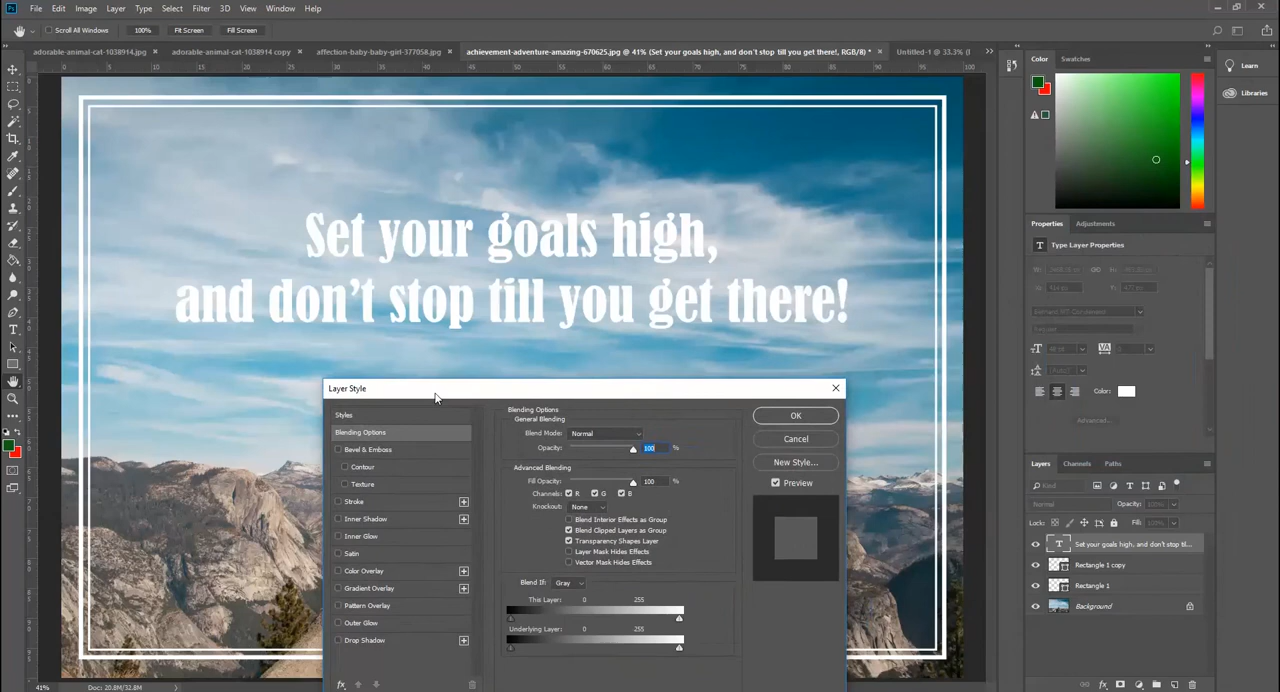 File Edit Image Layer Type Select Filter 3D View Window Help
Scroll All Windows 100% Fit Screen Fill Screen
adorable-animal-cat-1038914.jpg × adorable-animal-cat-1038914 copy × affection-baby-baby-girl-377058.jpg × achievement-adventure-amazing-670625.jpg @ 41% (Set your goals high, and don't stop till you get there!, RGB/8) * × Untitled-1 @ 33.3% (l
Set your goals high,
and don't stop till you get there!
Layer Style
Styles
Blending Options
Bevel & Emboss
Contour
Texture
Stroke
Inner Shadow
Inner Glow
Satin
Color Overlay
Gradient Overlay
Pattern Overlay
Outer Glow
Drop Shadow
fx
Blending Options
General Blending
Blend Mode: Normal
Opacity: 100 %
Advanced Blending
Fill Opacity: 100 %
Channels: R G B
Knockout: None
Blend Interior Effects as Group
Blend Clipped Layers as Group
Transparency Shapes Layer
Layer Mask Hides Effects
Vector Mask Hides Effects
Blend If: Gray
This Layer: 0 255
Underlying Layer: 0 255
OK
Cancel
New Style...
Preview
Color Swatches
Learn
Libraries
Properties Adjustments
Type Layer Properties
Color:
Advanced...
Layers Channels Paths
Kind
Normal Opacity: 100%
Lock: Fill: 100%
Set your goals high, and don't stop til...
Rectangle 1 copy
Rectangle 1
Background
41% Doc: 20.8M/32.8M